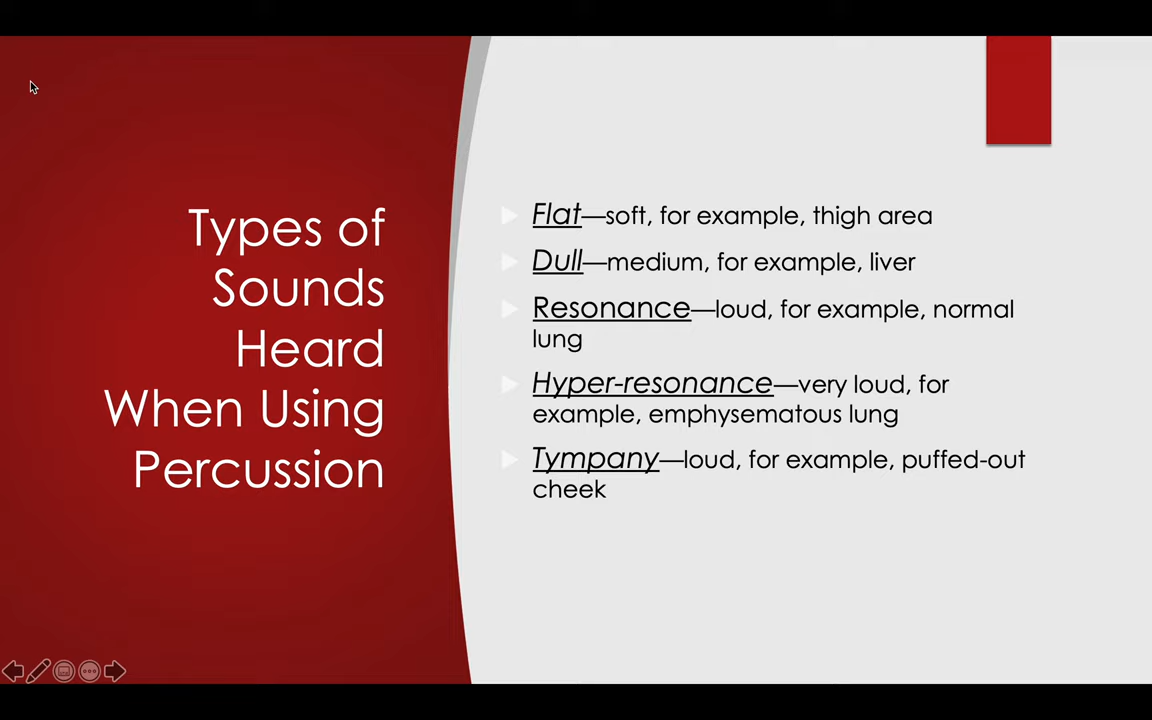 Types of
Sounds
Heard
When Using
Percussion
Flat—soft, for example, thigh area
Dull—medium, for example, liver
Resonance—loud, for example, normal
lung
Hyper-resonance—very loud, for
example, emphysematous lung
Tympany—loud, for example, puffed-out
cheek